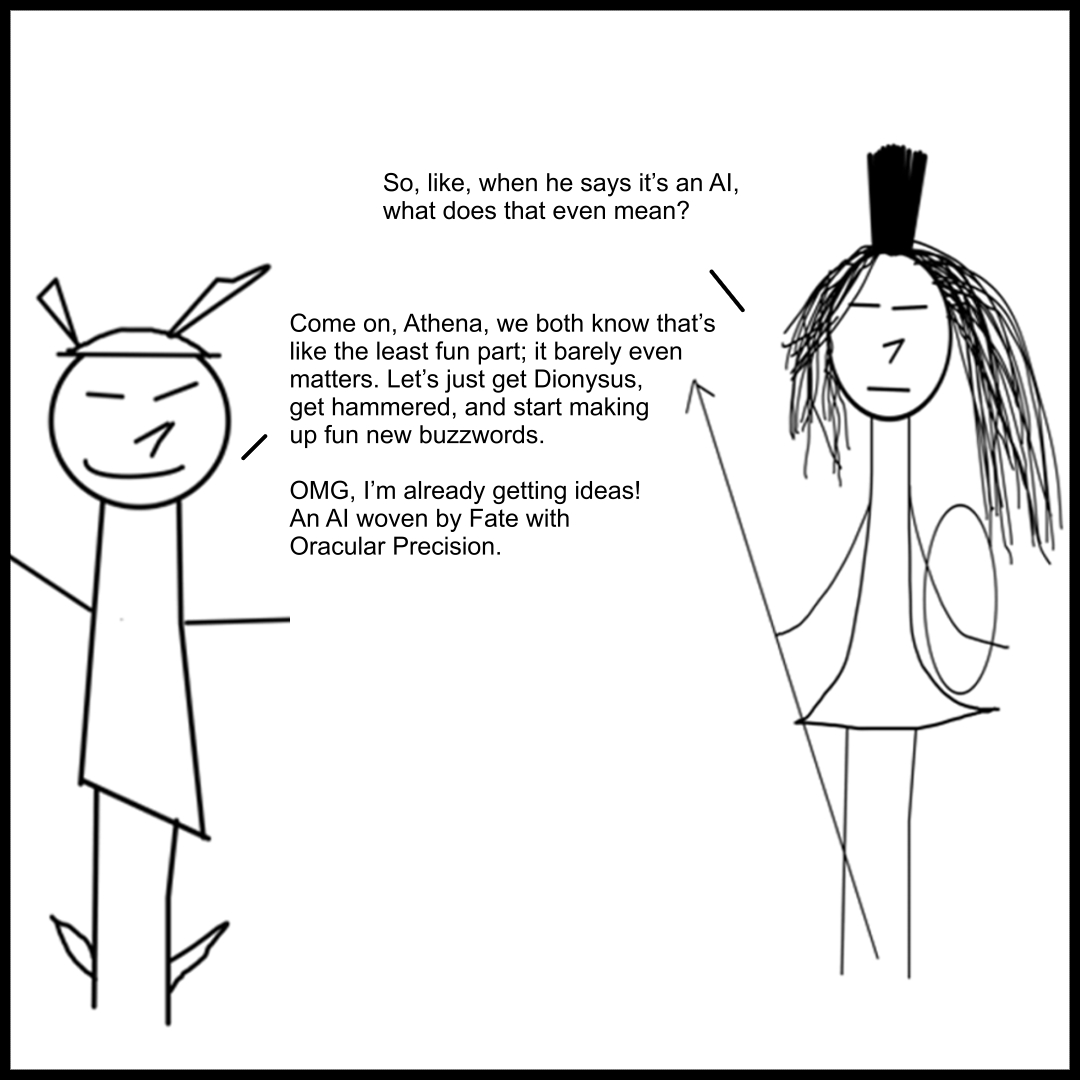 So, like, when he says it’s an AI,
what does that even mean?
Come on, Athena, we both know that’s
like the least fun part; it barely even
matters. Let’s just get Dionysus,
get hammered, and start making
up fun new buzzwords.
OMG, I’m already getting ideas!
An AI woven by Fate with
Oracular Precision.